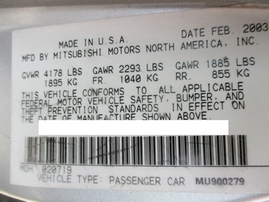 MADE IN U.S.A. DATE FEB. 2003
MFD BY MITSUBISHI MOTORS NORTH AMERICA, INC.
GVWR 4178 LBS GAWR 2293 LBS GAWR 1885 LBS
1895 KG FR. 1040 KG RR. 855 KG
THIS VEHICLE CONFORMS TO ALL APPLICABLE
FEDERAL MOTOR VEHICLE SAFETY, BUMPER, AND
THEFT PREVENTION STANDARDS IN EFFECT ON
THE DATE OF MANUFACTURE SHOWN ABOVE.
MDH 020719
VEHICLE TYPE: PASSENGER CAR MU900279